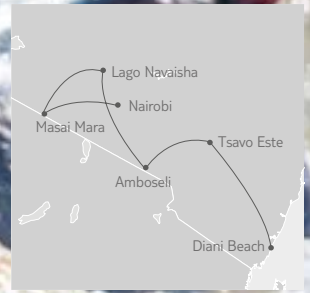 Lago Navaisha
Nairobi
Masai Mara
Tsavo Este
Amboseli
Diani Beach